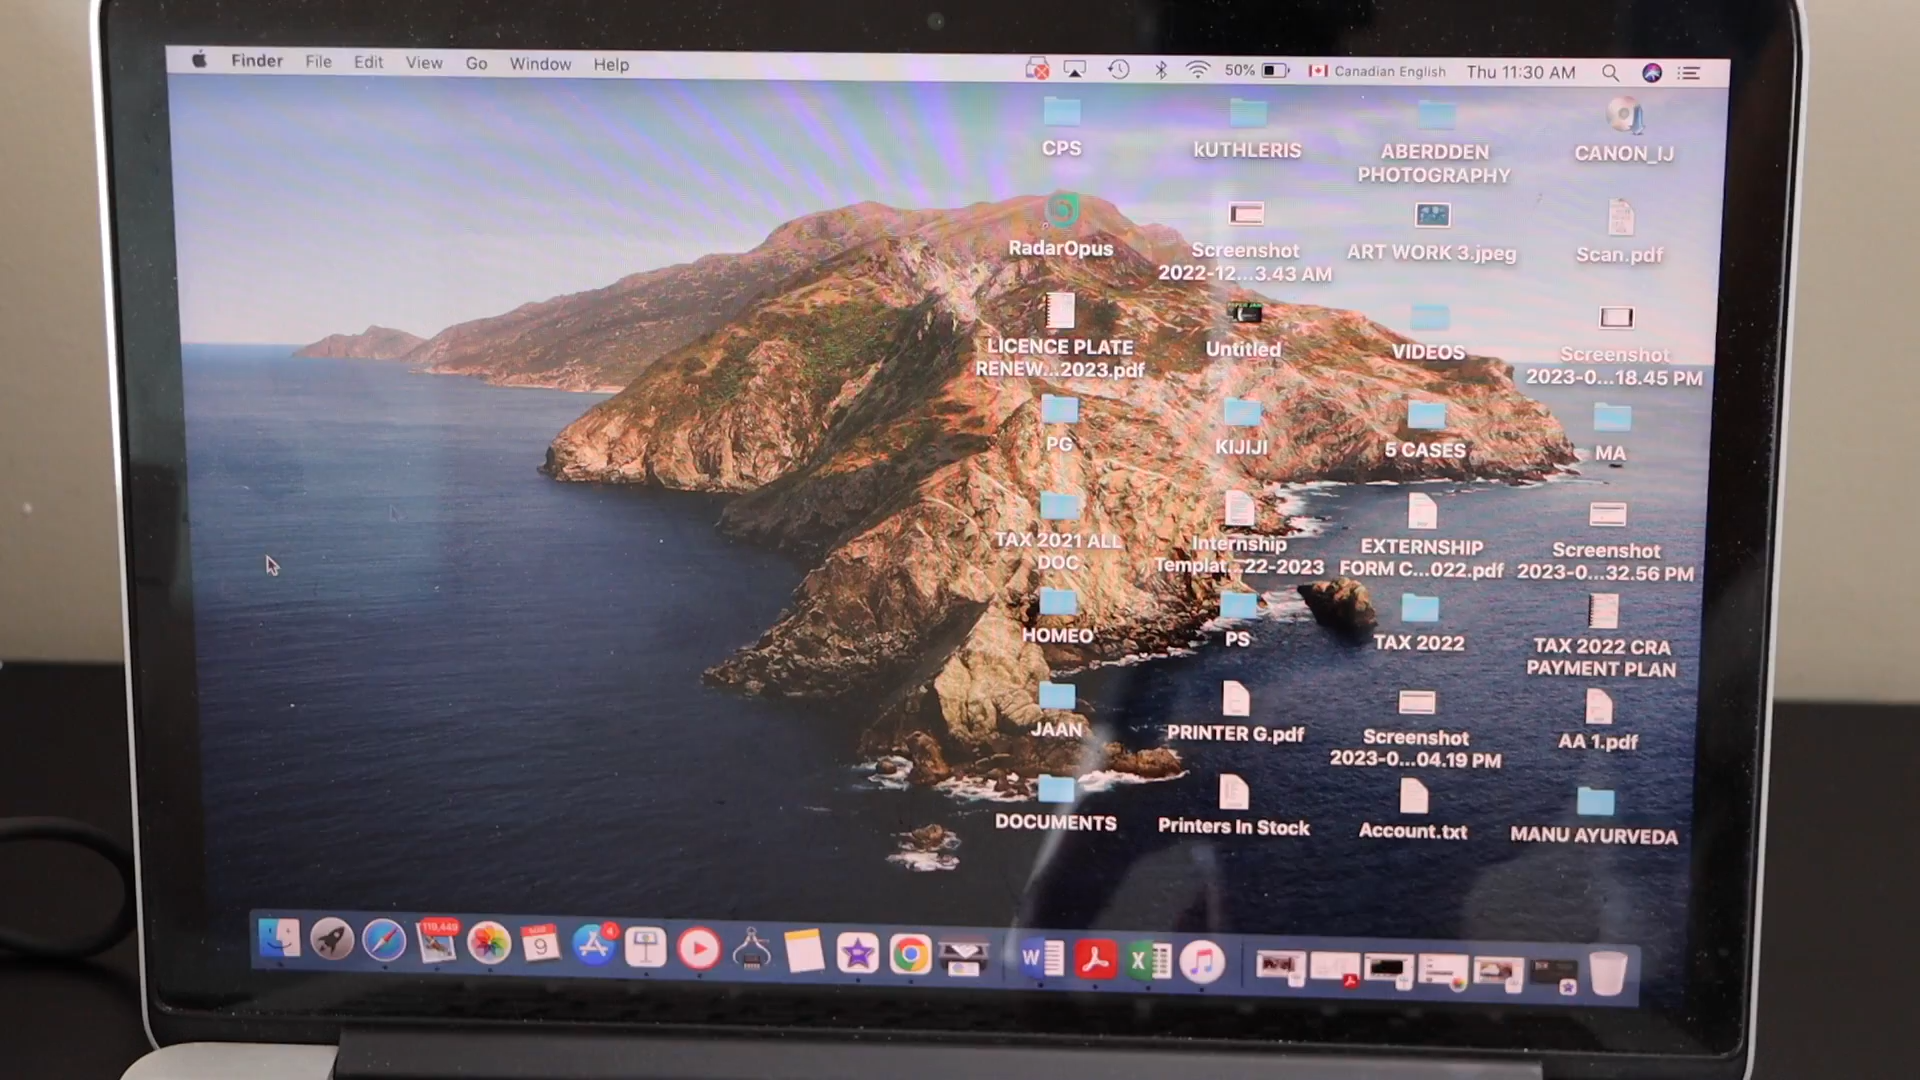 Finder File Edit View Go Window Help 50% Canadian English Thu 11:30 AM
CPS
kUTHLERIS
ABERDDEN
PHOTOGRAPHY
CANON_IJ
RadarOpus
Screenshot
2022-12...3.43 AM
ART WORK 3.jpeg
Scan.pdf
LICENCE PLATE
RENEW...2023.pdf
Untitled
VIDEOS
Screenshot
2023-0...18.45 PM
PG
KIJIJI
5 CASES
MA
TAX 2021 ALL
DOC
Internship
Templat...22-2023
EXTERNSHIP
FORM C...022.pdf
Screenshot
2023-0...32.56 PM
HOMEO
PS
TAX 2022
TAX 2022 CRA
PAYMENT PLAN
JAAN
PRINTER G.pdf
Screenshot
2023-0...04.19 PM
AA 1.pdf
DOCUMENTS
Printers In Stock
Account.txt
MANU AYURVEDA
119,449
9
4
W
X